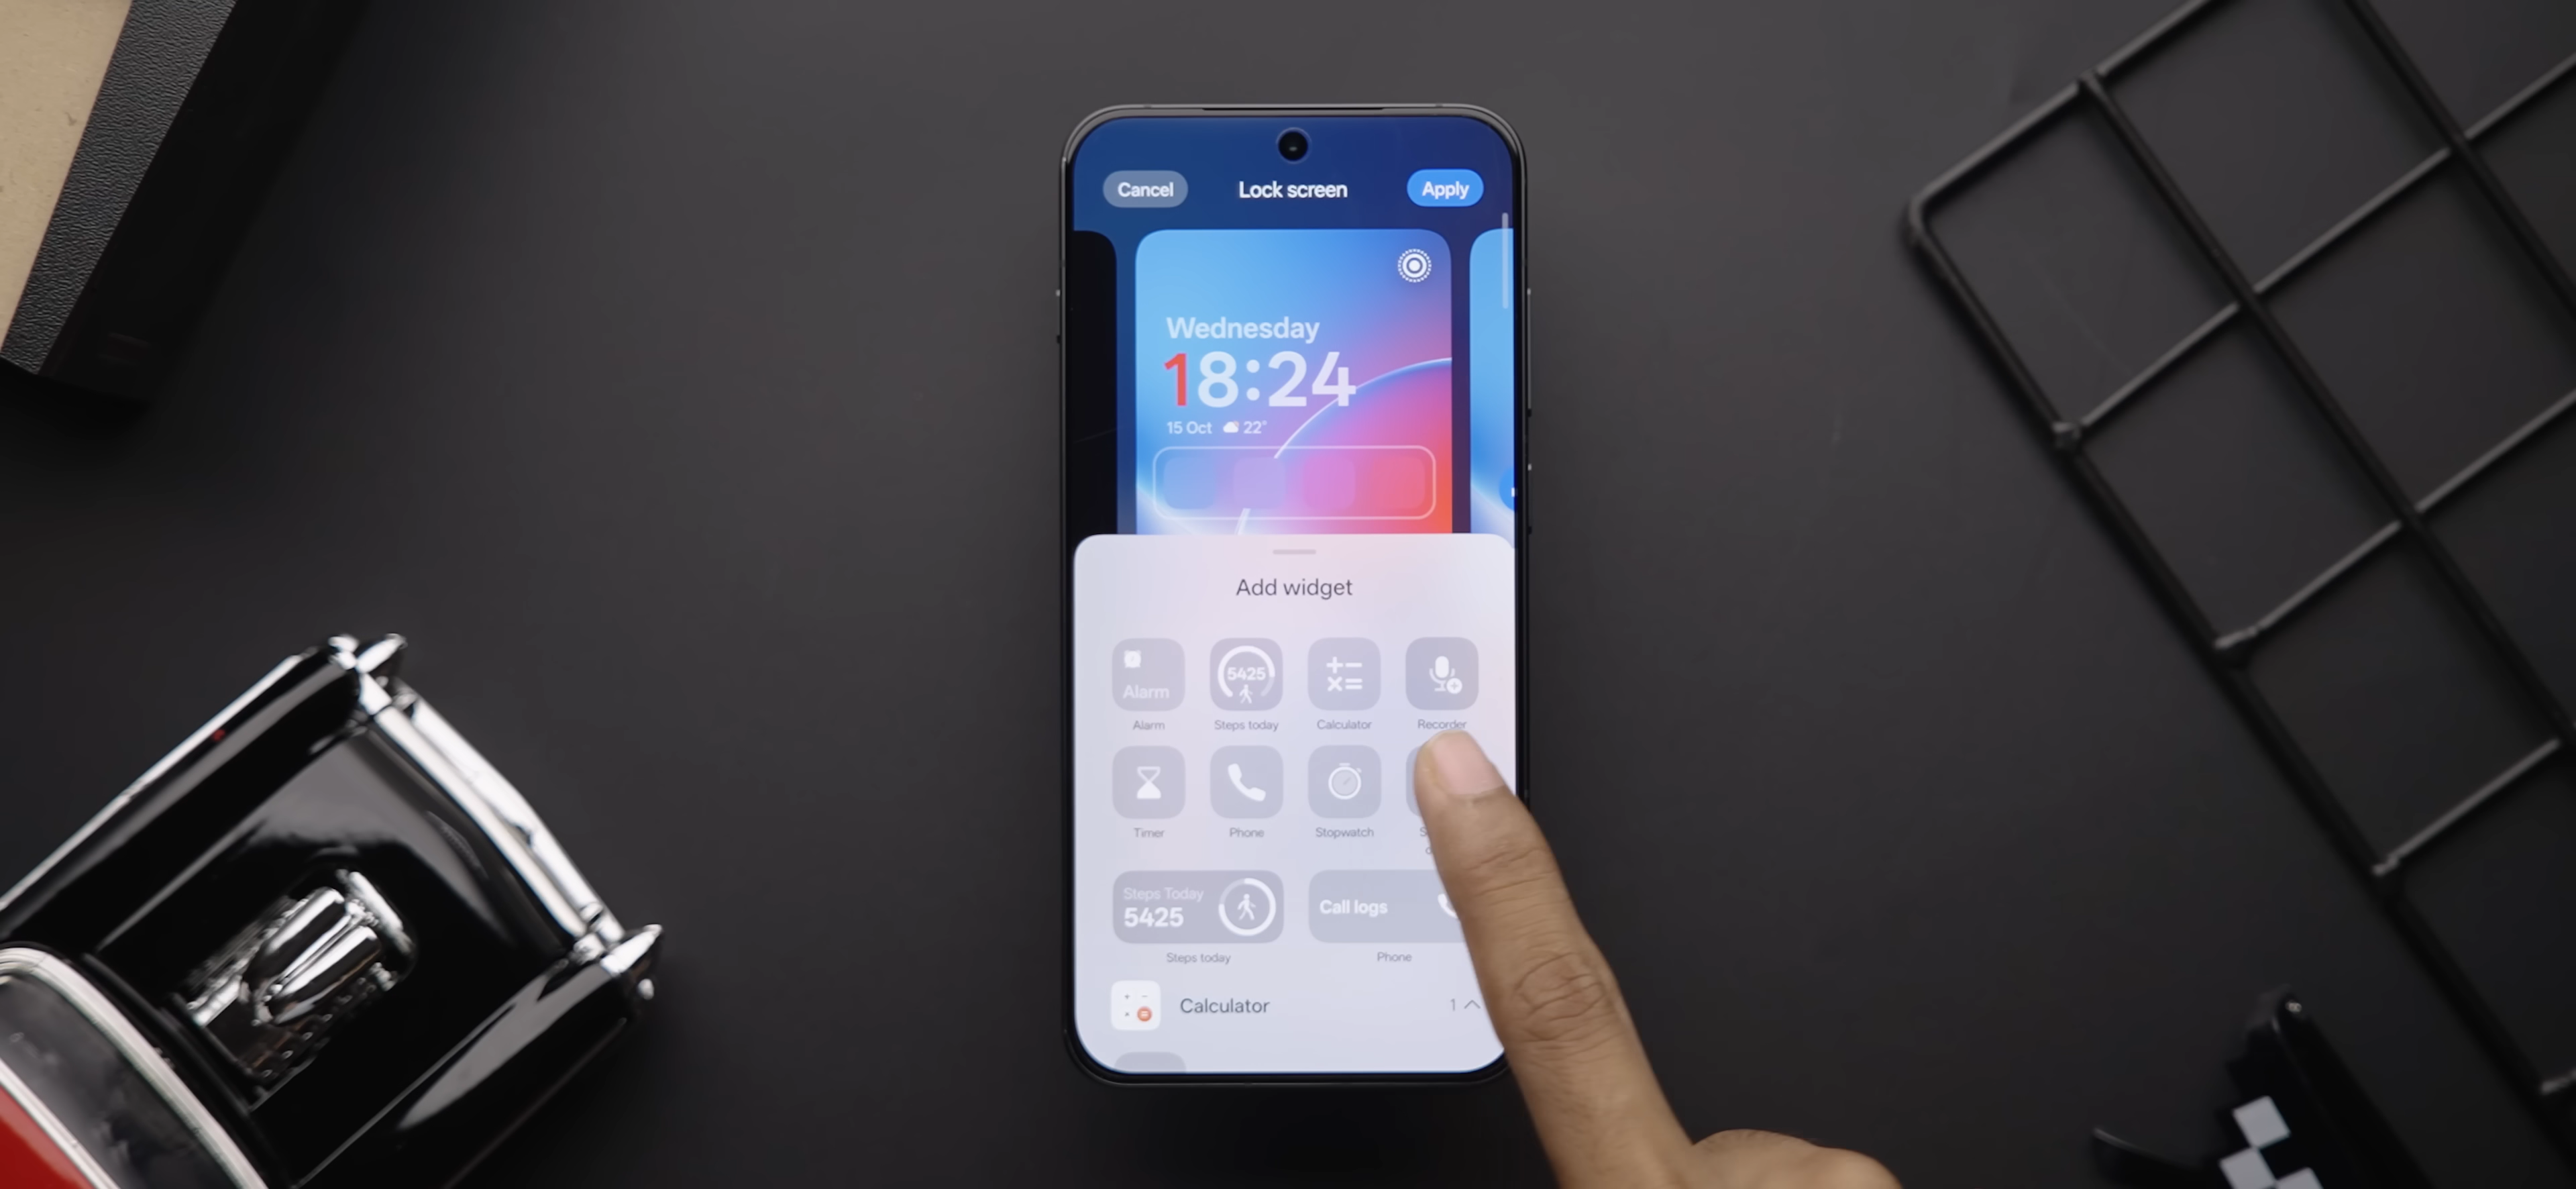 Cancel
Lock screen
Apply
Wednesday
18:24
15 Oct 22°
Add widget
Alarm
5425
Alarm
Steps today
Calculator
Recorder
Timer
Phone
Stopwatch
Steps Today
5425
Call logs
Steps today
Phone
Calculator
1